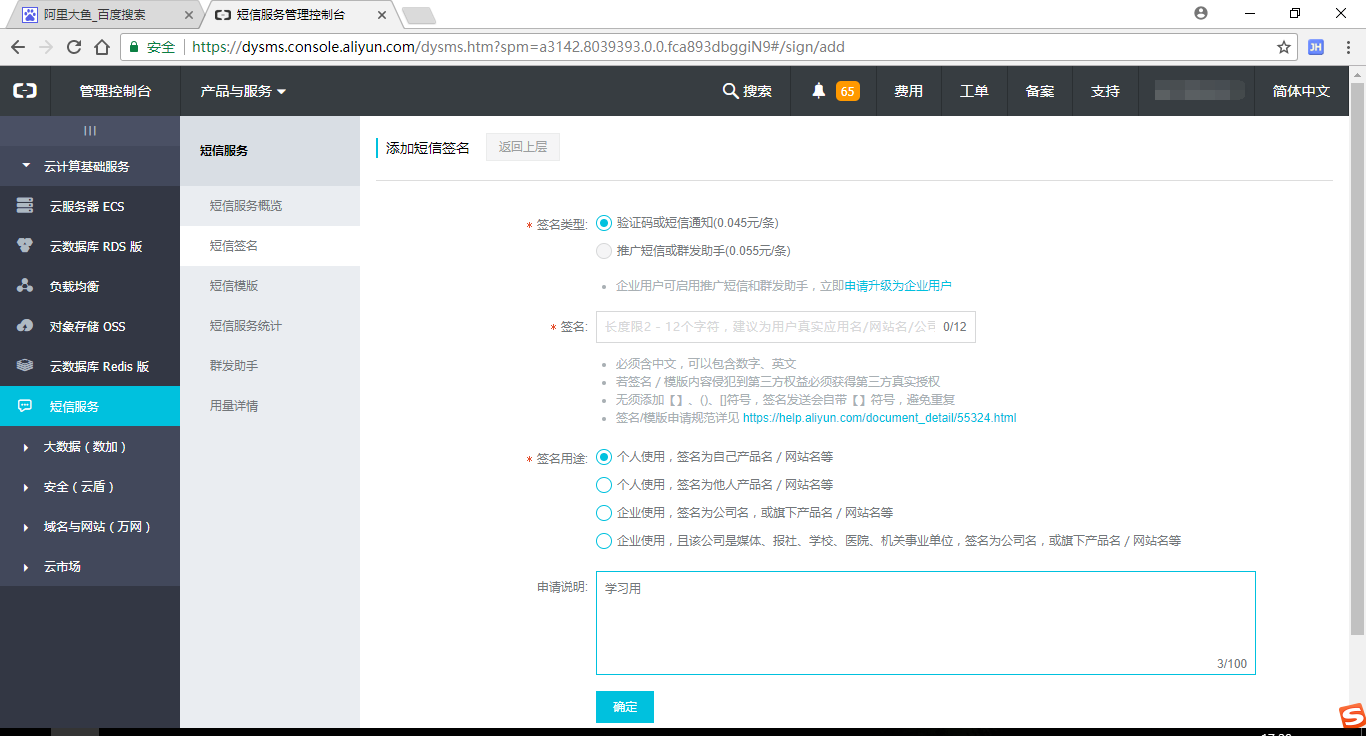 阿里大鱼_百度搜索
短信服务管理控制台
安全 https://dysms.console.aliyun.com/dysms.htm?spm=a3142.8039393.0.0.fca893dbggiN9#/sign/add
JH
管理控制台 产品与服务 搜索 65 费用 工单 备案 支持 简体中文
云计算基础服务
云服务器 ECS
云数据库 RDS 版
负载均衡
对象存储 OSS
云数据库 Redis 版
短信服务
大数据（数加）
安全（云盾）
域名与网站（万网）
云市场
短信服务
短信服务概览
短信签名
短信模版
短信服务统计
群发助手
用量详情
添加短信签名 返回上层
* 签名类型: 验证码或短信通知(0.045元/条)
推广短信或群发助手(0.055元/条)
企业用户可启用推广短信和群发助手，立即申请升级为企业用户
* 签名: 长度限2 - 12个字符，建议为用户真实应用名/网站名/公司 0/12
必须含中文，可以包含数字、英文
若签名 / 模版内容侵犯到第三方权益必须获得第三方真实授权
无须添加【 】、()、[]符号，签名发送会自带【 】符号，避免重复
签名/模版申请规范详见 https://help.aliyun.com/document_detail/55324.html
* 签名用途: 个人使用，签名为自己产品名 / 网站名等
个人使用，签名为他人产品名 / 网站名等
企业使用，签名为公司名，或旗下产品名 / 网站名等
企业使用，且该公司是媒体、报社、学校、医院、机关事业单位，签名为公司名，或旗下产品名 / 网站名等
申请说明: 学习用
3/100
确定